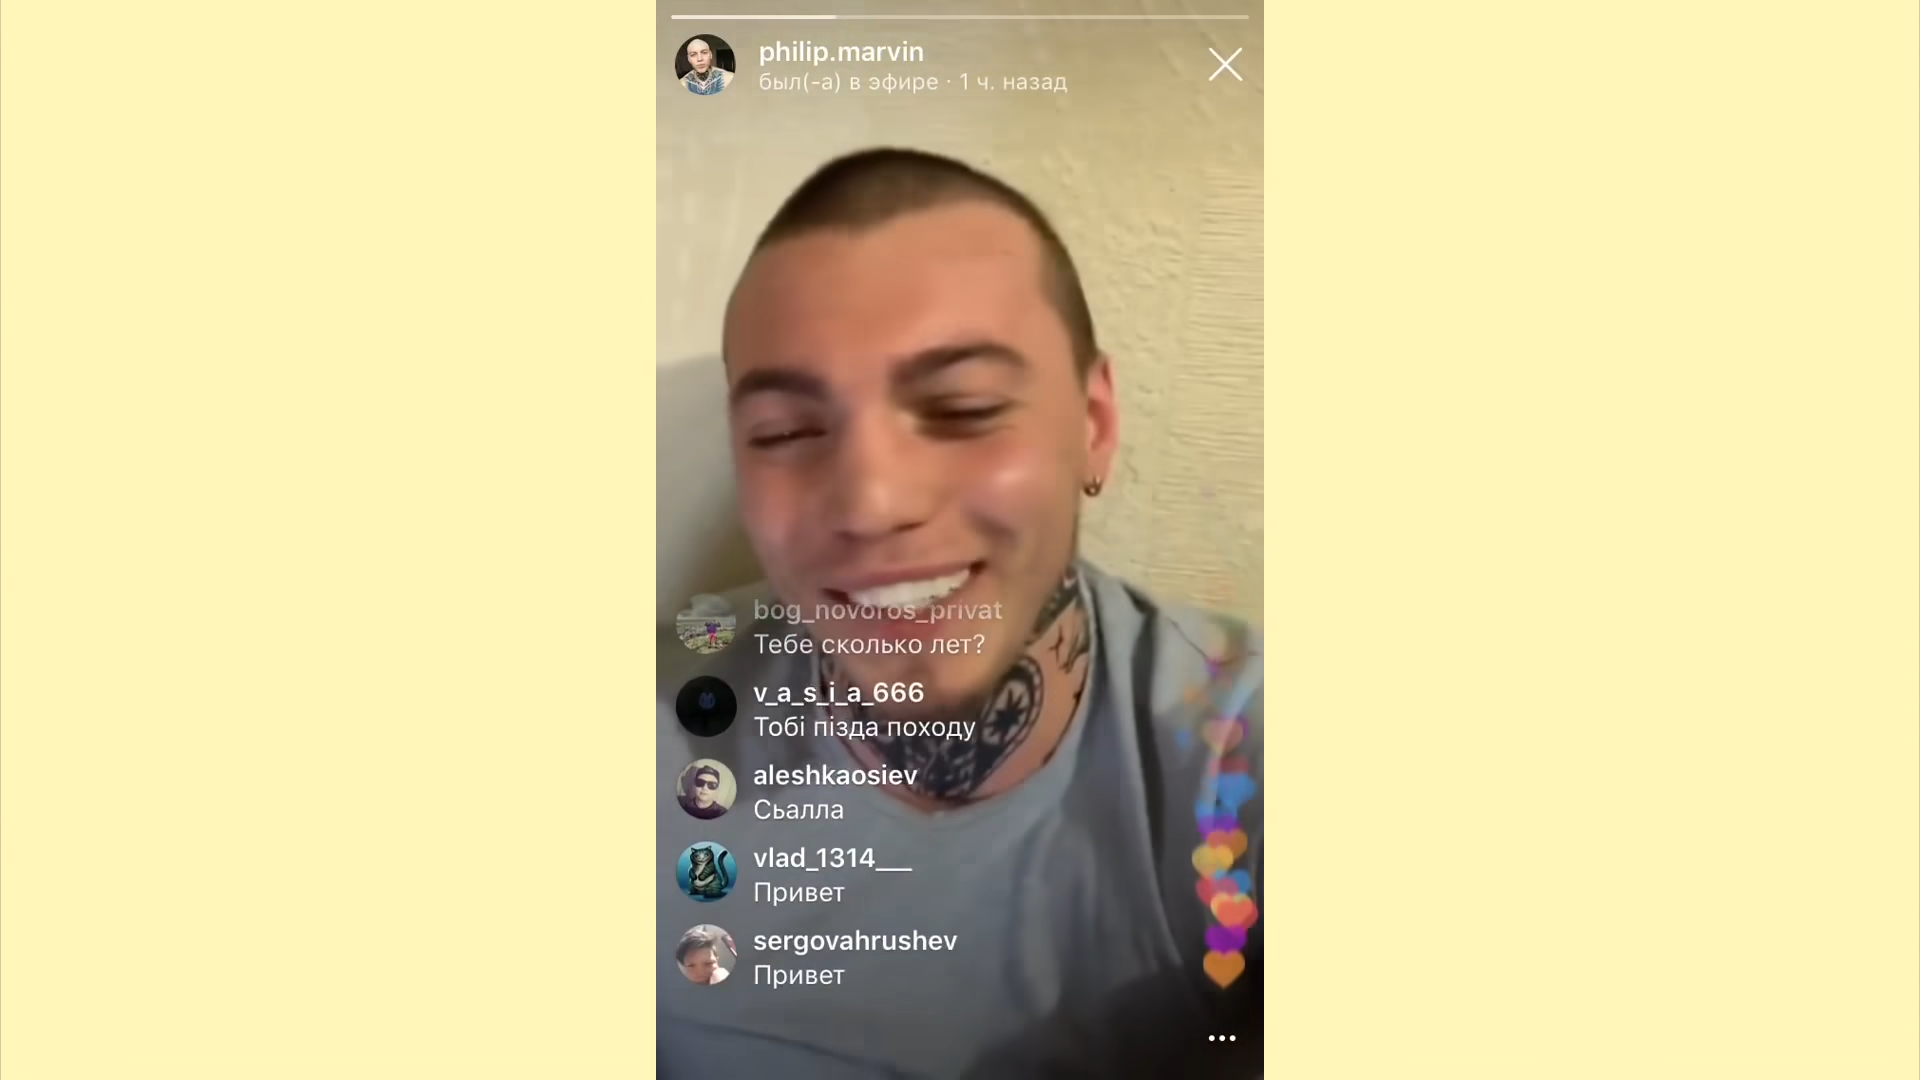 philip.marvin
был(-а) в эфире · 1 ч. назад
bog_novoros_privat
Тебе сколько лет?
v_a_s_i_a_666
Тобі пізда походу
aleshkaosiev
Сьалла
vlad_1314___
Привет
sergovahrushev
Привет